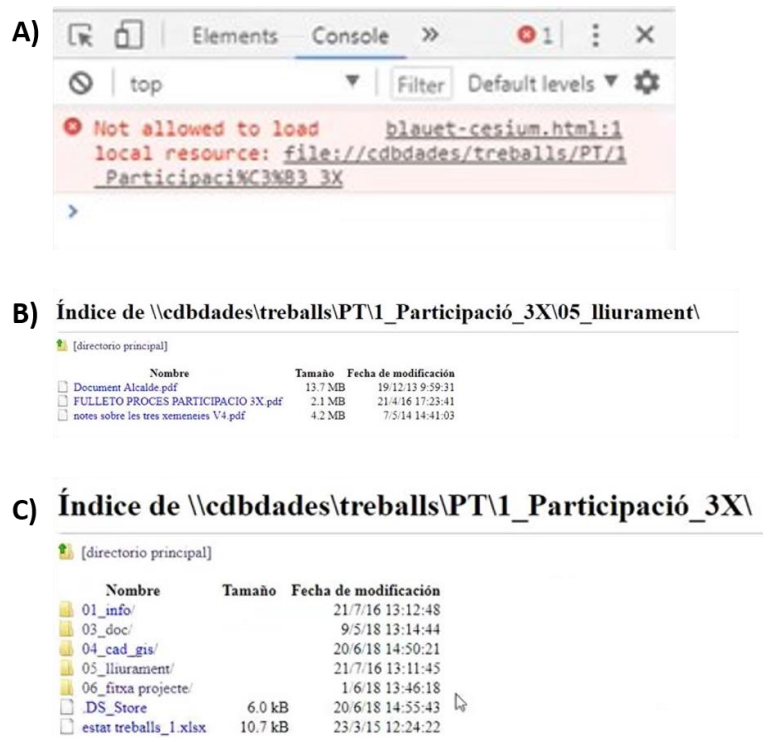 A)
Elements Console » 1
top Filter Default levels
Not allowed to load blauet-cesium.html:1
local resource: file://cdbdades/treballs/PT/1
_Participaci%C3%B3_3X
>
B) Índice de \\cdbdades\treballs\PT\1_Participació_3X\05_lliurament\
[directorio principal]
Nombre Tamaño Fecha de modificación
Document Alcalde.pdf 13.7 MB 19/12/13 9:59:31
FULLETO PROCES PARTICIPACIO 3X.pdf 2.1 MB 21/4/16 17:23:41
notes sobre les tres xemeneies V4.pdf 4.2 MB 7/5/14 14:41:03
C) Índice de \\cdbdades\treballs\PT\1_Participació_3X\
[directorio principal]
Nombre Tamaño Fecha de modificación
01_info/ 21/7/16 13:12:48
03_doc/ 9/5/18 13:14:44
04_cad_gis/ 20/6/18 14:50:21
05_lliurament/ 21/7/16 13:11:45
06_fitxa projecte/ 1/6/18 13:46:18
.DS_Store 6.0 kB 20/6/18 14:55:43
estat treballs_1.xlsx 10.7 kB 23/3/15 12:24:22